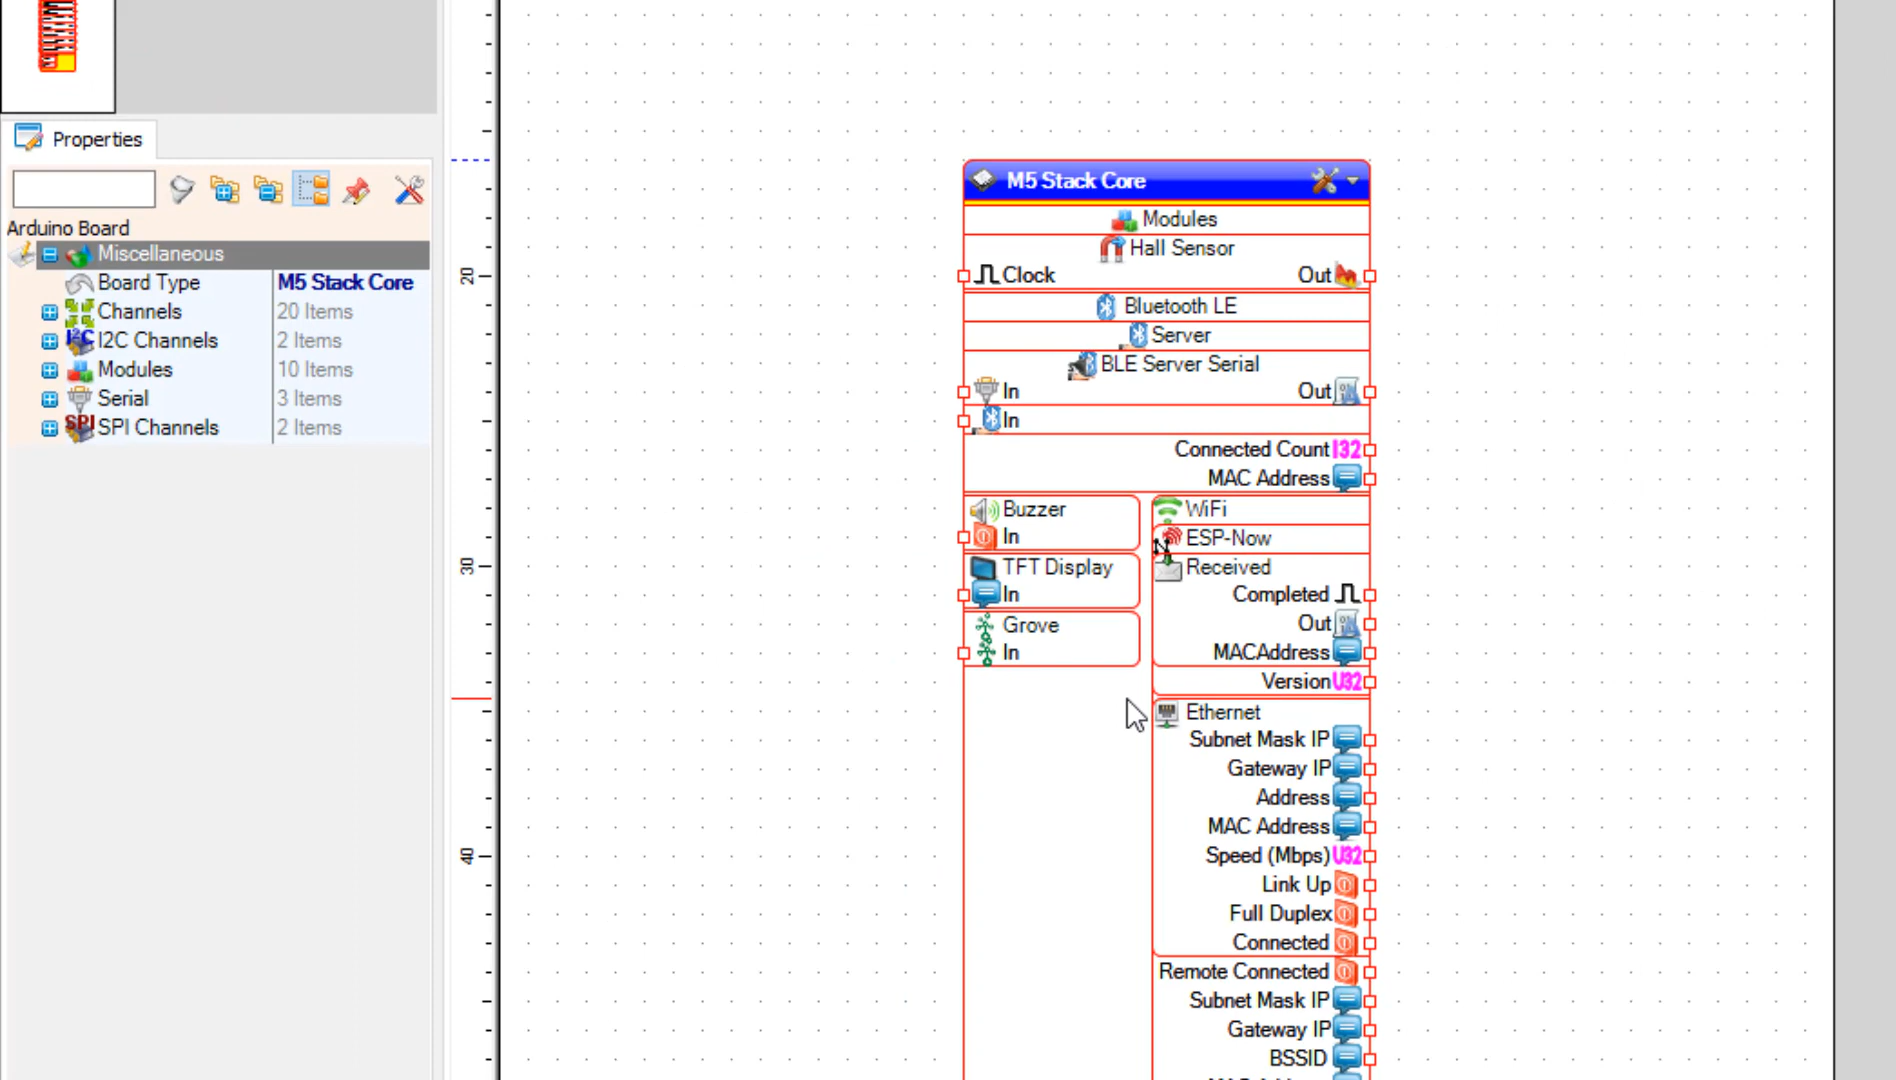 Properties
Arduino Board
Miscellaneous
Board Type M5 Stack Core
Channels 20 Items
I2C Channels 2 Items
Modules 10 Items
Serial 3 Items
SPI Channels 2 Items
20
30
40
M5 Stack Core
Modules
Hall Sensor
Clock Out
Bluetooth LE
Server
BLE Server Serial
In Out
In
Connected Count I32
MAC Address
Buzzer
In
TFT Display
In
Grove
In
WiFi
ESP-Now
Received
Completed
Out
MACAddress
Version U32
Ethernet
Subnet Mask IP
Gateway IP
Address
MAC Address
Speed (Mbps) U32
Link Up
Full Duplex
Connected
Remote Connected
Subnet Mask IP
Gateway IP
BSSID